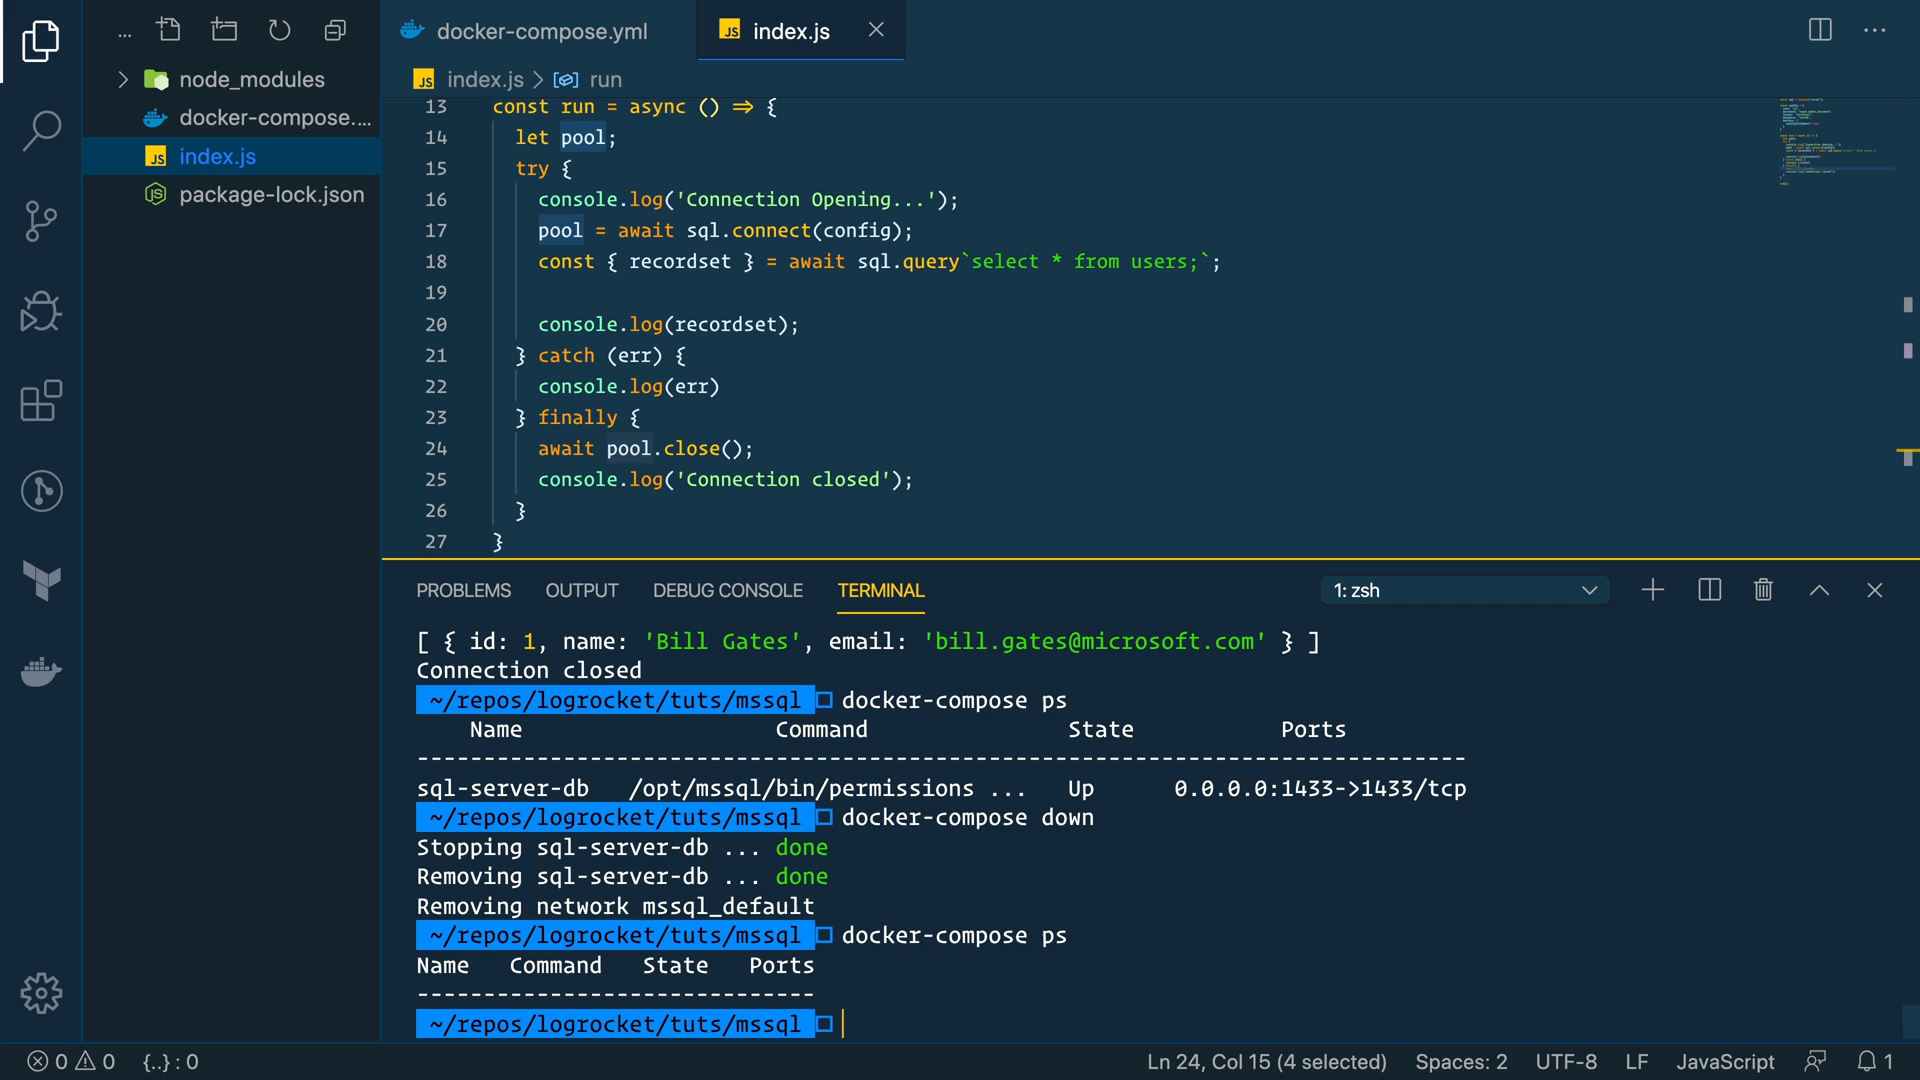 ...
docker-compose.yml
JS index.js
node_modules
docker-compose....
JS index.js
package-lock.json
JS index.js > run
13 const run = async () => {
14 let pool;
15 try {
16 console.log('Connection Opening...');
17 pool = await sql.connect(config);
18 const { recordset } = await sql.query`select * from users;`;
19
20 console.log(recordset);
21 } catch (err) {
22 console.log(err)
23 } finally {
24 await pool.close();
25 console.log('Connection closed');
26 }
27 }
PROBLEMS OUTPUT DEBUG CONSOLE TERMINAL 1: zsh
[ { id: 1, name: 'Bill Gates', email: 'bill.gates@microsoft.com' } ]
Connection closed
~/repos/logrocket/tuts/mssql docker-compose ps
Name Command State Ports
-------------------------------------------------------------------------------
sql-server-db /opt/mssql/bin/permissions ... Up 0.0.0.0:1433->1433/tcp
~/repos/logrocket/tuts/mssql docker-compose down
Stopping sql-server-db ... done
Removing sql-server-db ... done
Removing network mssql_default
~/repos/logrocket/tuts/mssql docker-compose ps
Name Command State Ports
------------------------------
~/repos/logrocket/tuts/mssql
0 0 {..} : 0 Ln 24, Col 15 (4 selected) Spaces: 2 UTF-8 LF JavaScript 1